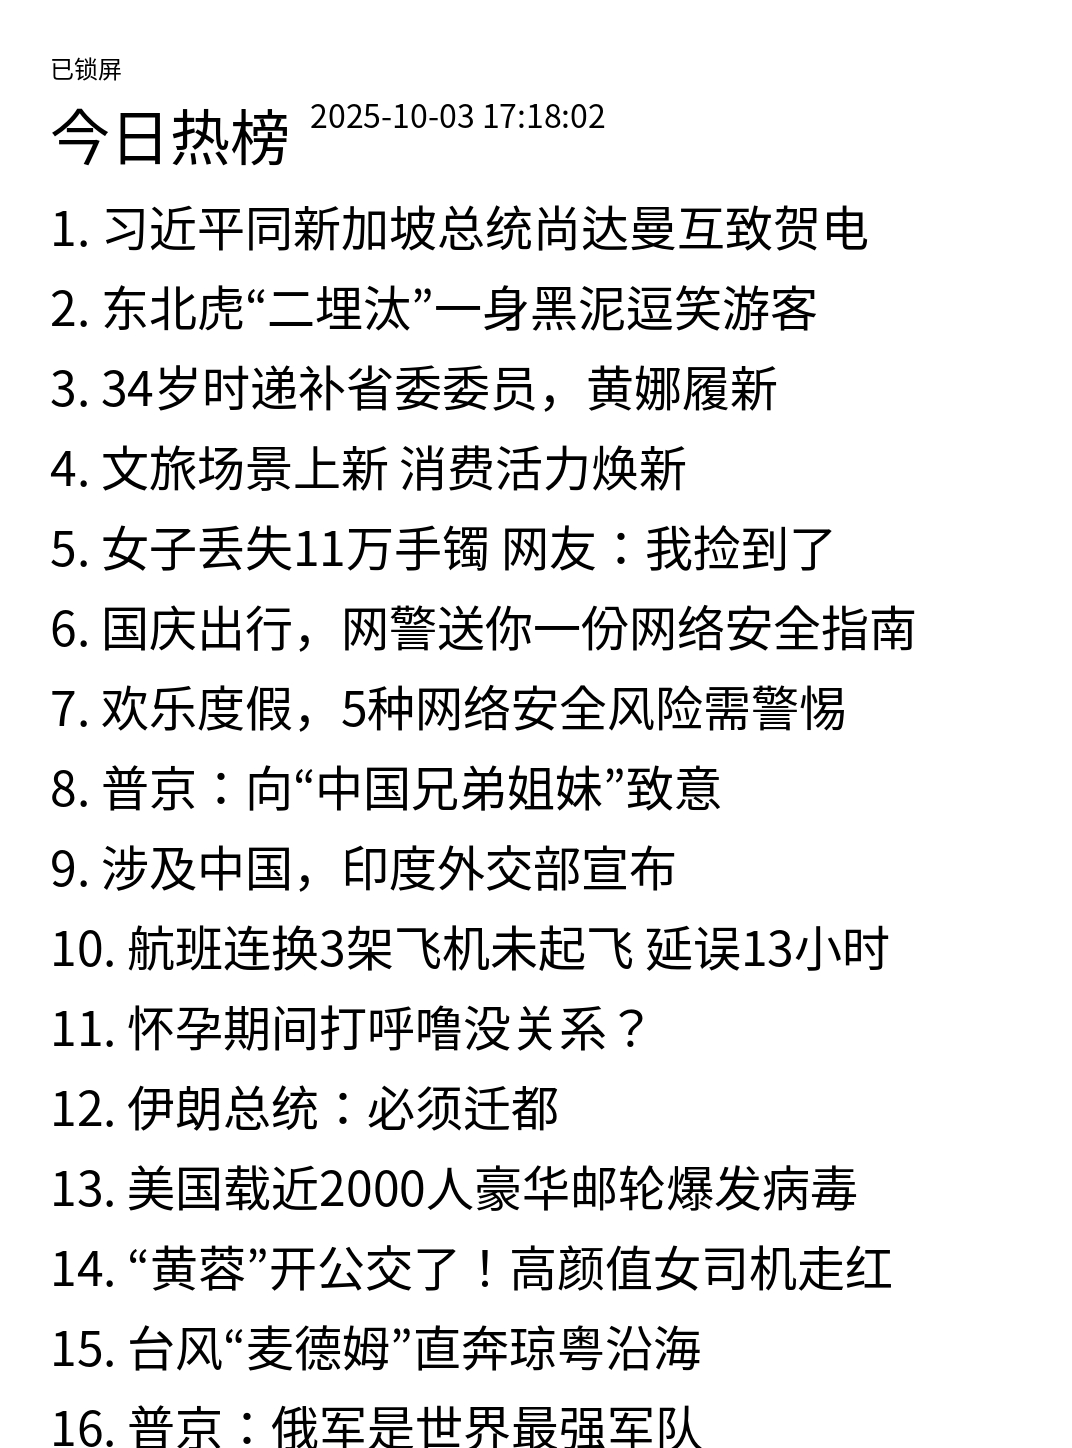 已锁屏
今日热榜 2025-10-03 17:18:02
1. 习近平同新加坡总统尚达曼互致贺电
2. 东北虎“二埋汰”一身黑泥逗笑游客
3. 34岁时递补省委委员，黄娜履新
4. 文旅场景上新 消费活力焕新
5. 女子丢失11万手镯 网友：我捡到了
6. 国庆出行，网警送你一份网络安全指南
7. 欢乐度假，5种网络安全风险需警惕
8. 普京：向“中国兄弟姐妹”致意
9. 涉及中国，印度外交部宣布
10. 航班连换3架飞机未起飞 延误13小时
11. 怀孕期间打呼噜没关系？
12. 伊朗总统：必须迁都
13. 美国载近2000人豪华邮轮爆发病毒
14. “黄蓉”开公交了！高颜值女司机走红
15. 台风“麦德姆”直奔琼粤沿海
16. 普京：俄军是世界最强军队